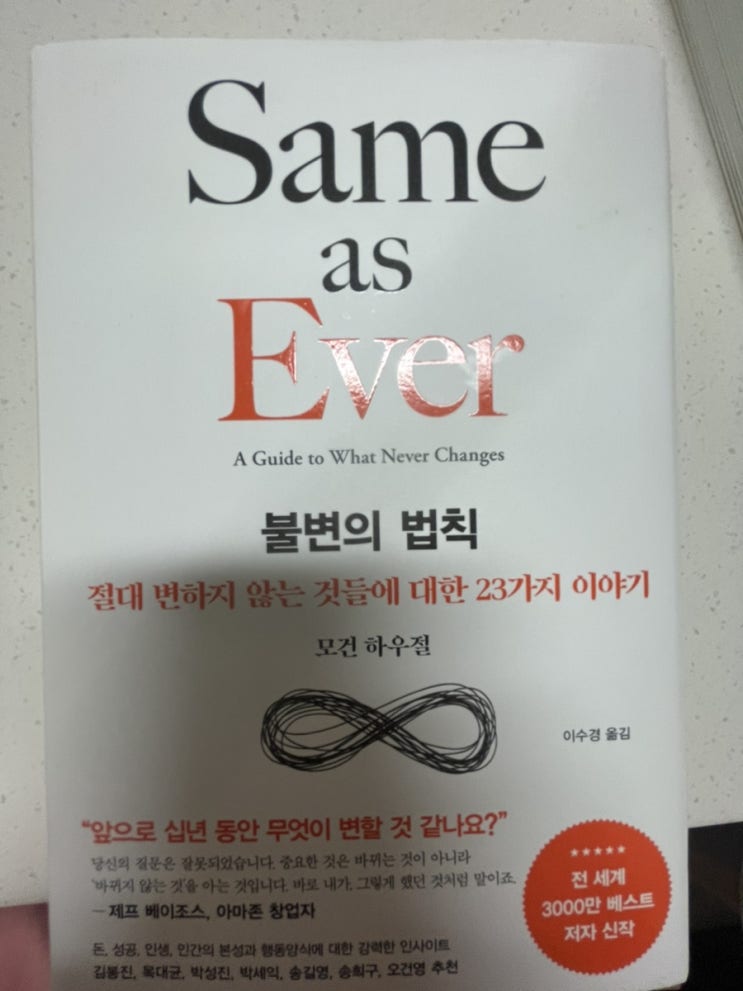 Same
as
Ever
A Guide to What Never Changes
불변의 법칙
절대 변하지 않는 것들에 대한 23가지 이야기
모건 하우절
이수경 옮김
“앞으로 십년 동안 무엇이 변할 것 같나요?”
당신의 질문은 잘못되었습니다. 중요한 것은 바뀌는 것이 아니라
‘바뀌지 않는 것’을 아는 것입니다. 바로 내가, 그렇게 했던 것처럼 말이죠.
— 제프 베이조스, 아마존 창업자
돈, 성공, 인생, 인간의 본성과 행동양식에 대한 강력한 인사이트
김봉진, 목대균, 박성진, 박세익, 송길영, 송희구, 오건영 추천
★★★★★
전 세계
3000만 베스트
저자 신작